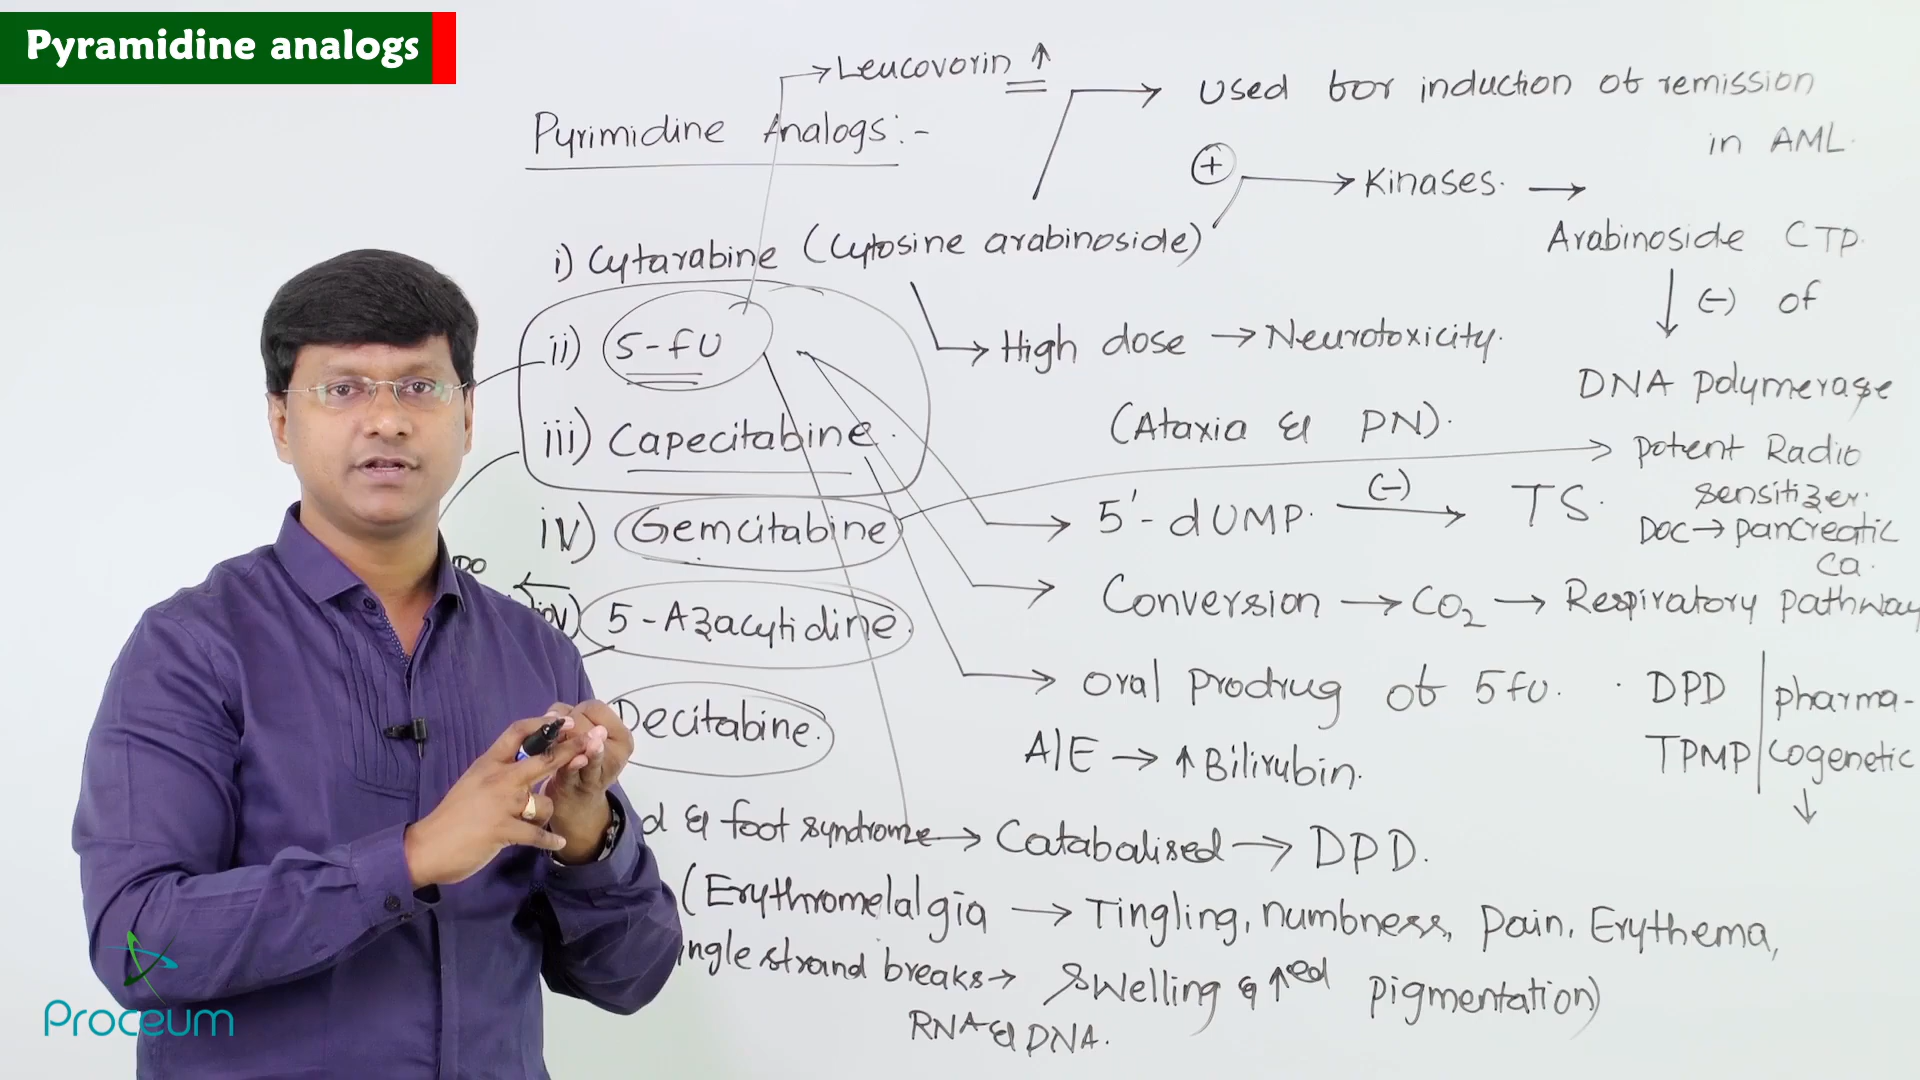 Pyramidine analogs
Leucovorin ↑
Pyrimidine Analogs:-
used for induction of remission
in AML.
+
Kinases. →
i) Cytarabine (Cytosine arabinoside)
Arabinoside CTP.
↓ (-) of
ii) 5-FU
High dose → Neurotoxicity.
DNA polymerase
iii) Capecitabine.
(Ataxia & PN).
potent Radio
sensitizer.
iv) Gemcitabine
5'-dUMP. (-) → TS.
DOC → pancreatic
Ca.
v) 5-Azacytidine.
Conversion → CO2 → Respiratory pathway
oral prodrug of 5FU.
DPD
TPMP
pharma-
cogenetic
↓
Decitabine.
A/E → ↑ Bilirubin.
d & foot syndrome → Catabalised → DPD.
(Erythromelalgia → Tingling, numbness, Pain, Erythema,
ngle strand breaks → swelling & ↑ed pigmentation)
RNA & DNA.
Proceum